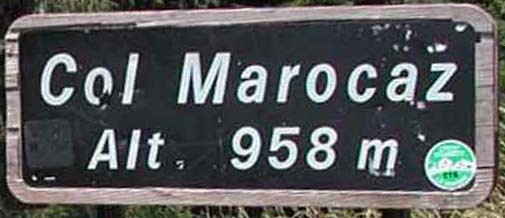 Col Marocaz
Alt. 958 m